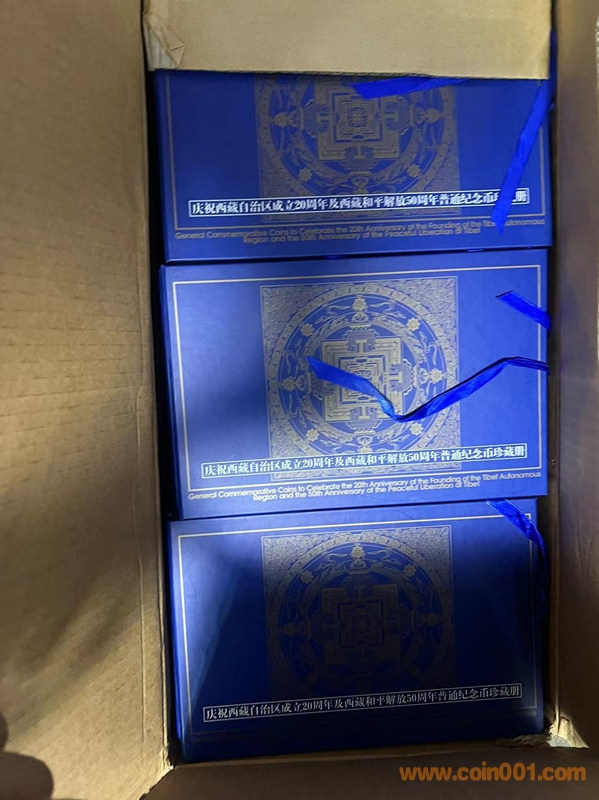 庆祝西藏自治区成立20周年及西藏和平解放50周年普通纪念币珍藏册
General Commemorative Coins to Celebrate the 20th Anniversary of the Founding of the Tibet Autonomous
Region and the 50th Anniversary of the Peaceful Liberation of Tibet
庆祝西藏自治区成立20周年及西藏和平解放50周年普通纪念币珍藏册
General Commemorative Coins to Celebrate the 20th Anniversary of the Founding of the Tibet Autonomous
Region and the 50th Anniversary of the Peaceful Liberation of Tibet
庆祝西藏自治区成立20周年及西藏和平解放50周年普通纪念币珍藏册
www.coin001.com